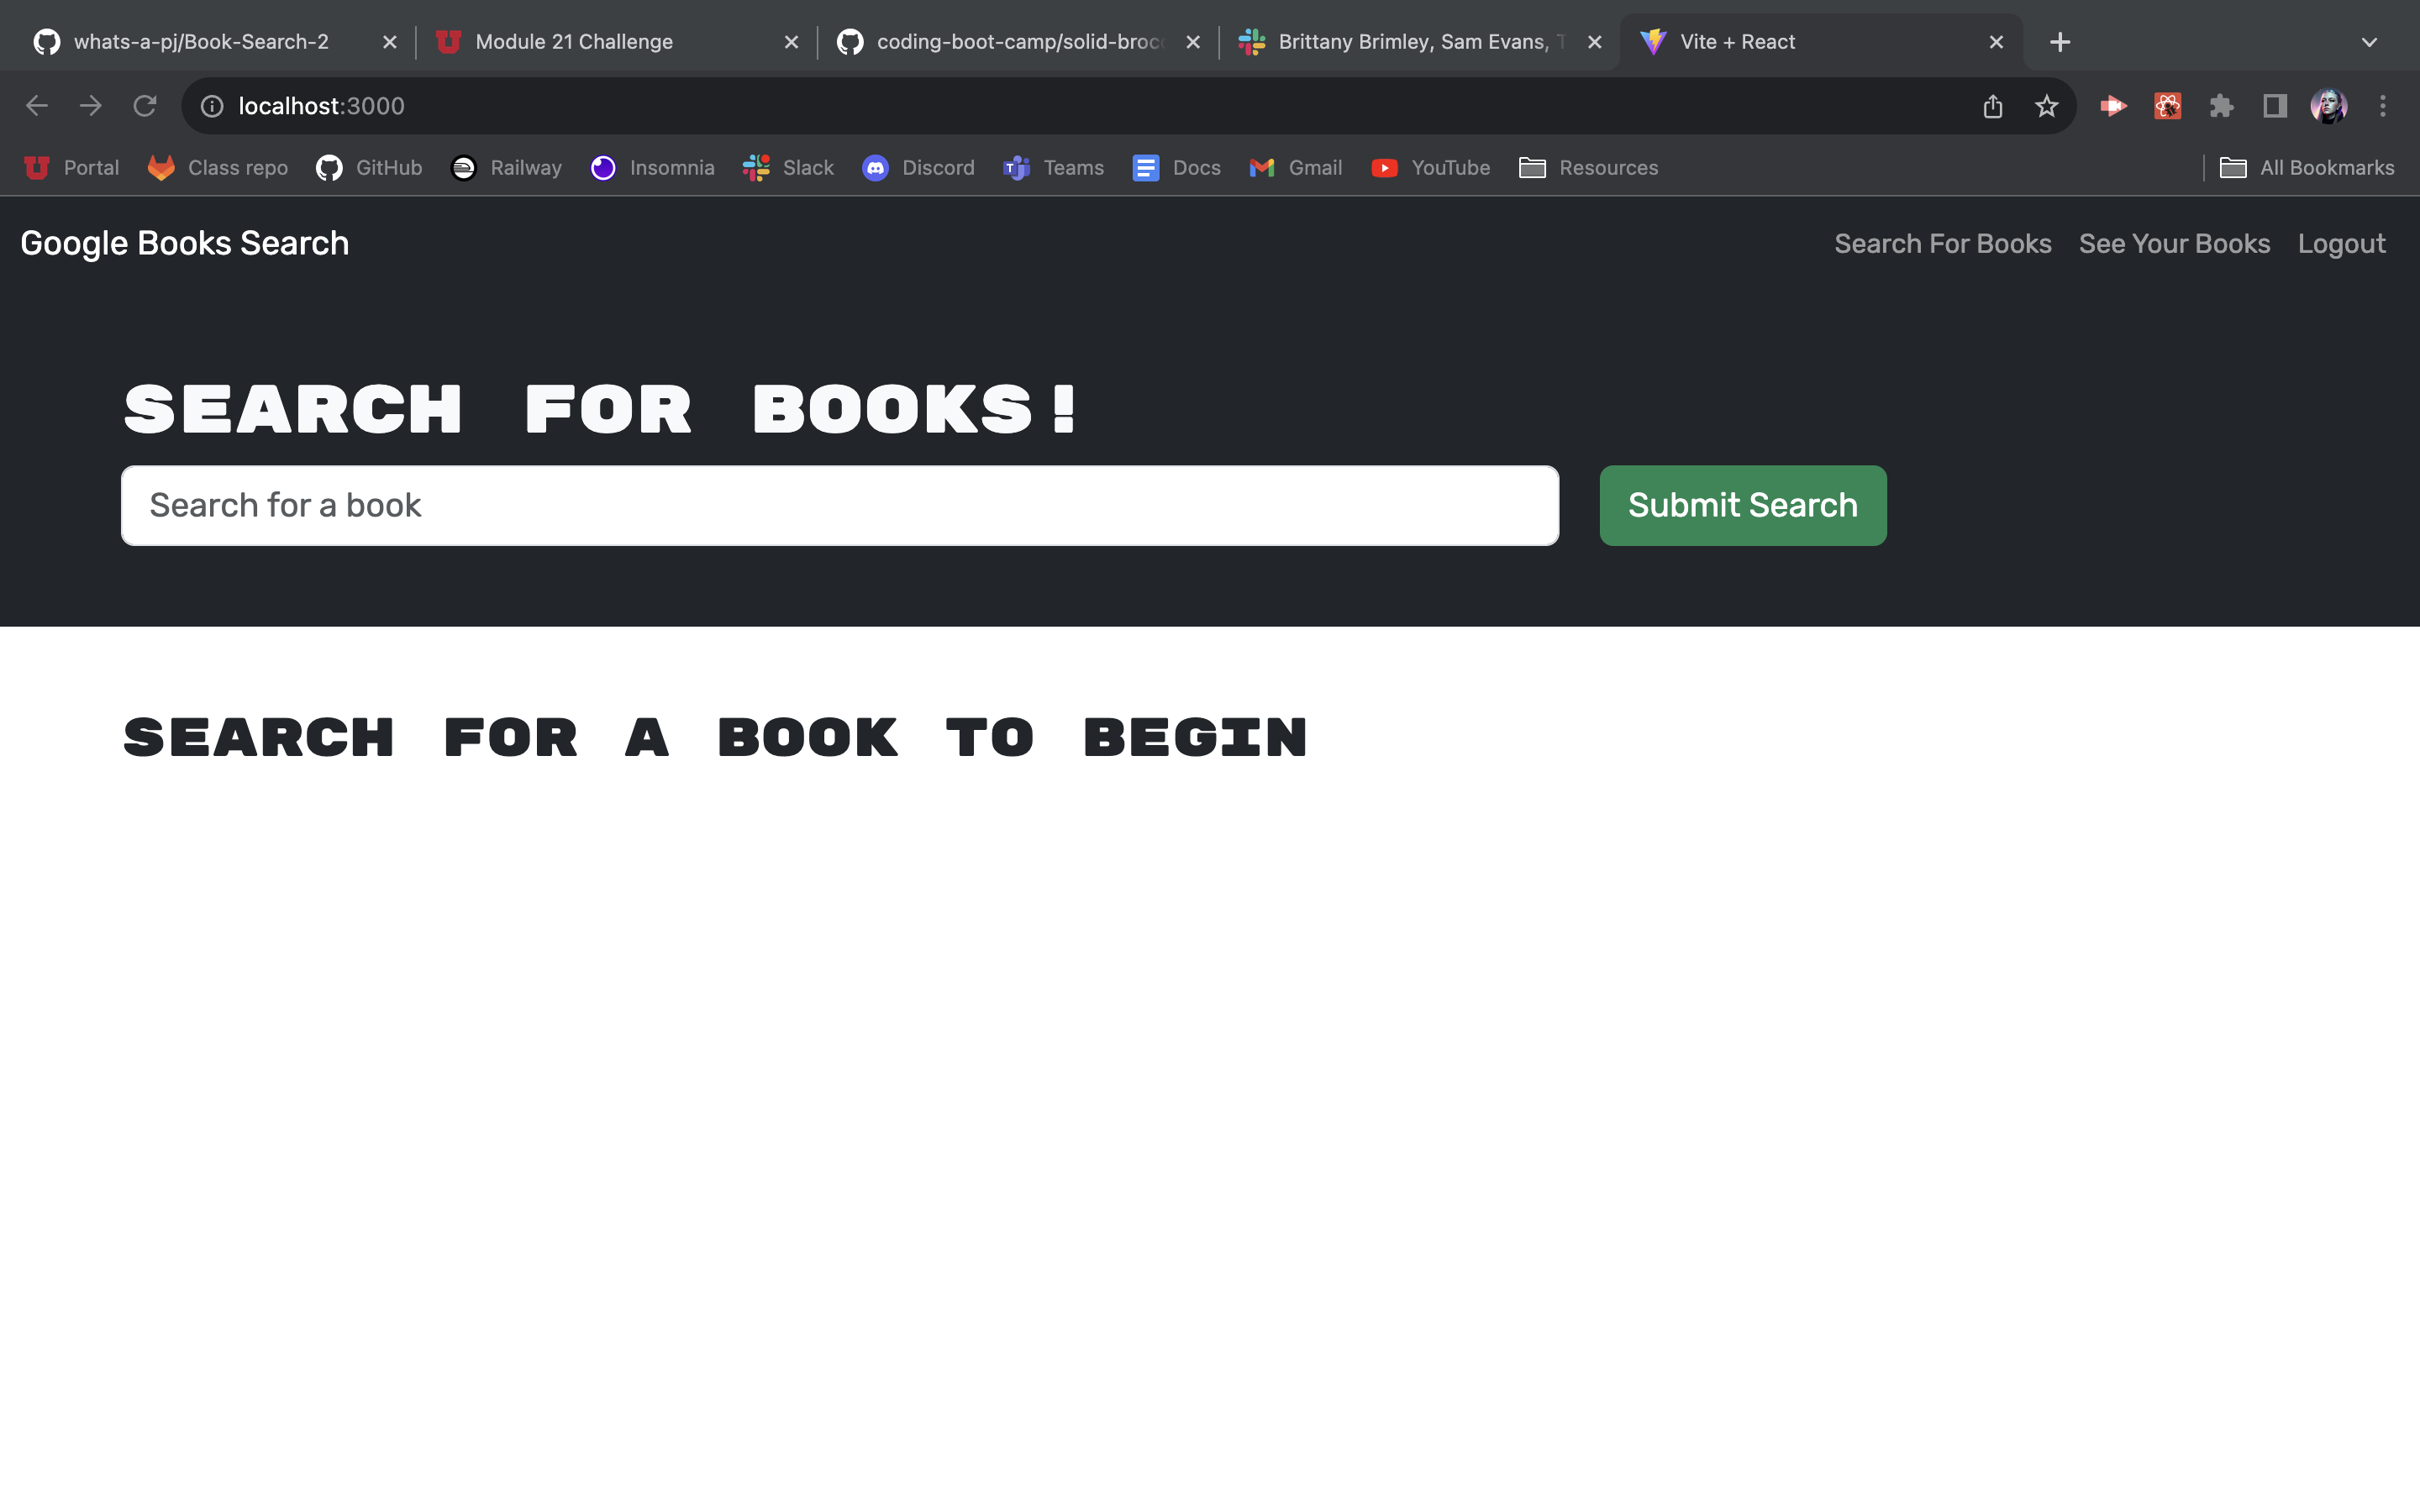 whats-a-pj/Book-Search-2 Module 21 Challenge coding-boot-camp/solid-broc Brittany Brimley, Sam Evans, T Vite + React
localhost:3000
Portal Class repo GitHub Railway Insomnia Slack Discord Teams Docs Gmail YouTube Resources All Bookmarks
Google Books Search Search For Books See Your Books Logout
SEARCH FOR BOOKS!
Search for a book Submit Search
SEARCH FOR A BOOK TO BEGIN